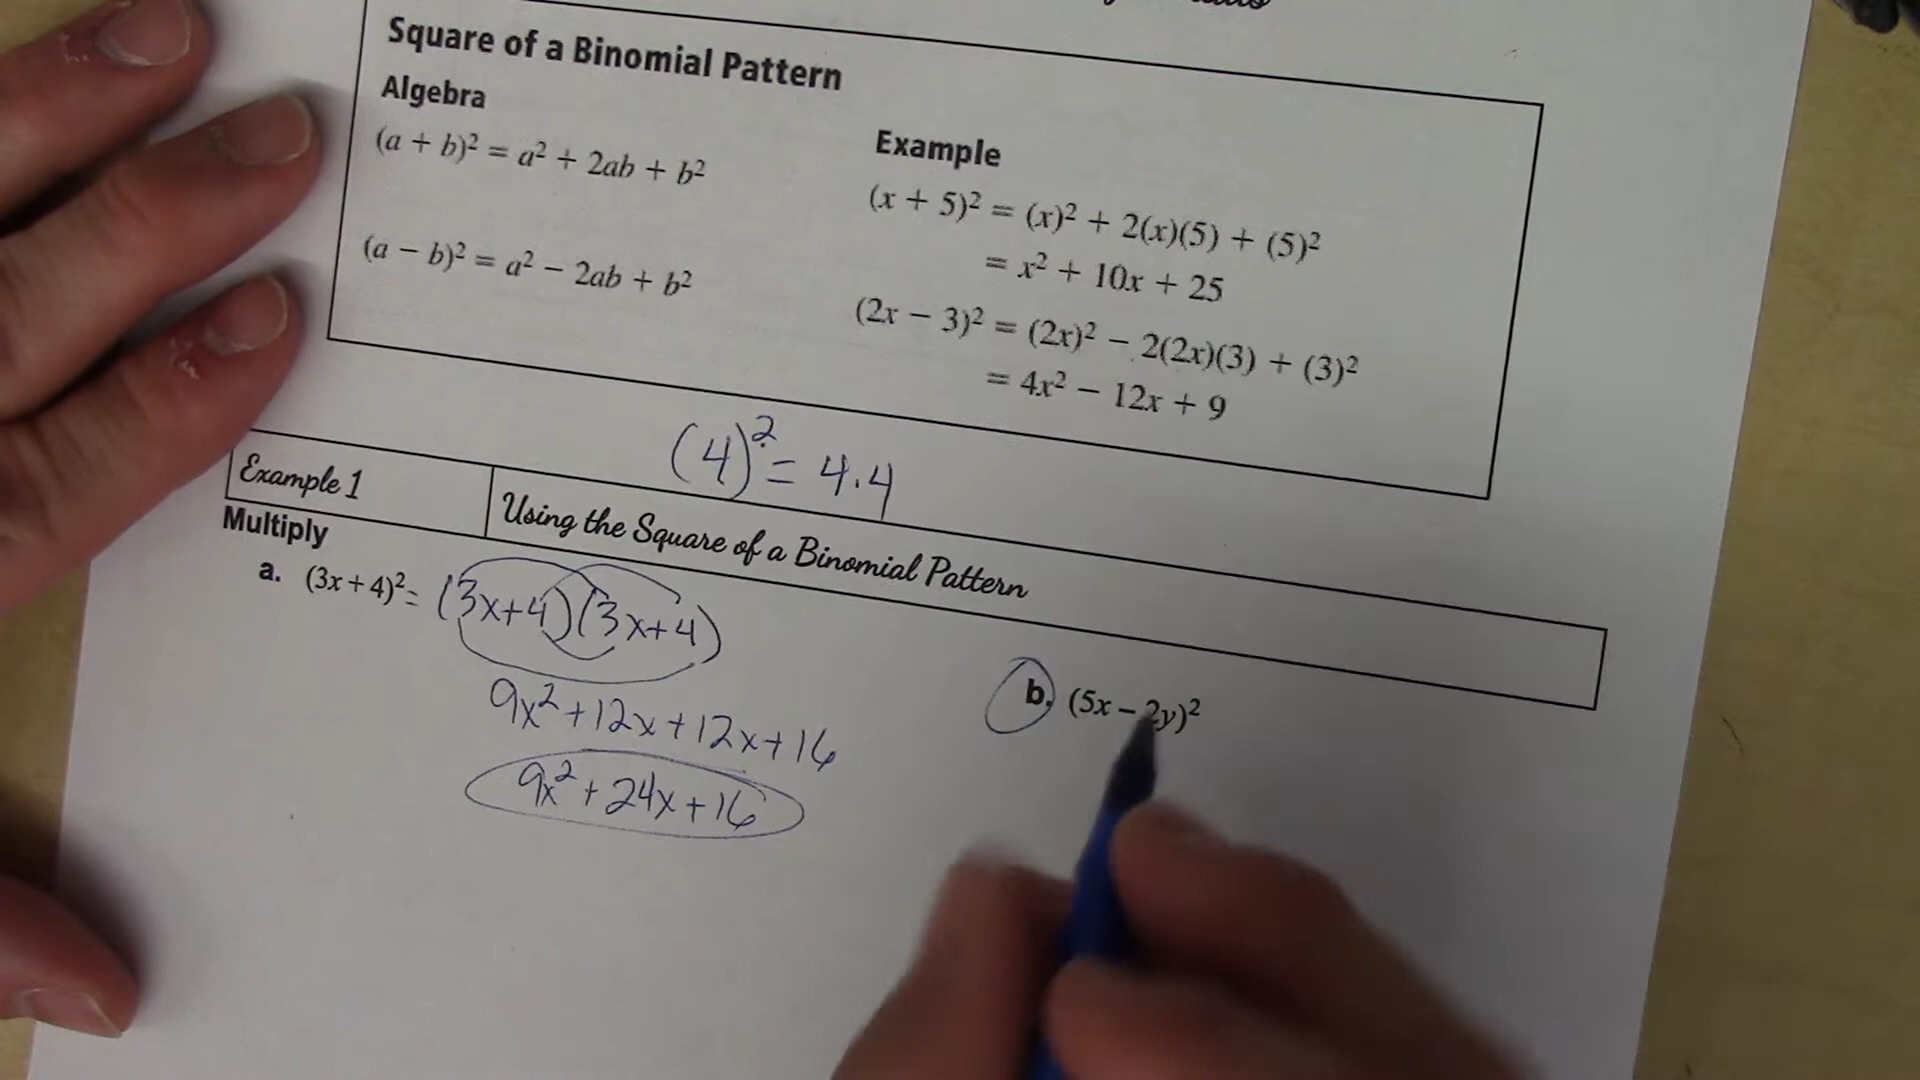 Square of a Binomial Pattern
Algebra
(a + b)² = a² + 2ab + b²
(a − b)² = a² − 2ab + b²
Example
(x + 5)² = (x)² + 2(x)(5) + (5)²
= x² + 10x + 25
(2x − 3)² = (2x)² − 2(2x)(3) + (3)²
= 4x² − 12x + 9
(4)² = 4·4
Example 1
Using the Square of a Binomial Pattern
Multiply
a. (3x + 4)² = (3x+4)(3x+4)
9x² + 12x + 12x + 16
9x² + 24x + 16
b. (5x − 2y)²